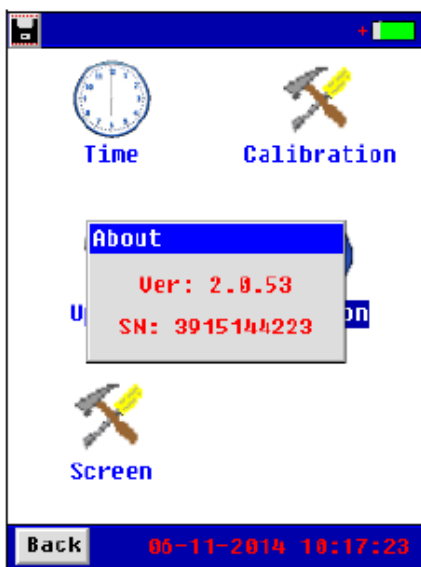 Time
Calibration
About
Ver: 2.0.53
SN: 3915144223
Screen
Back
06-11-2014 10:17:23